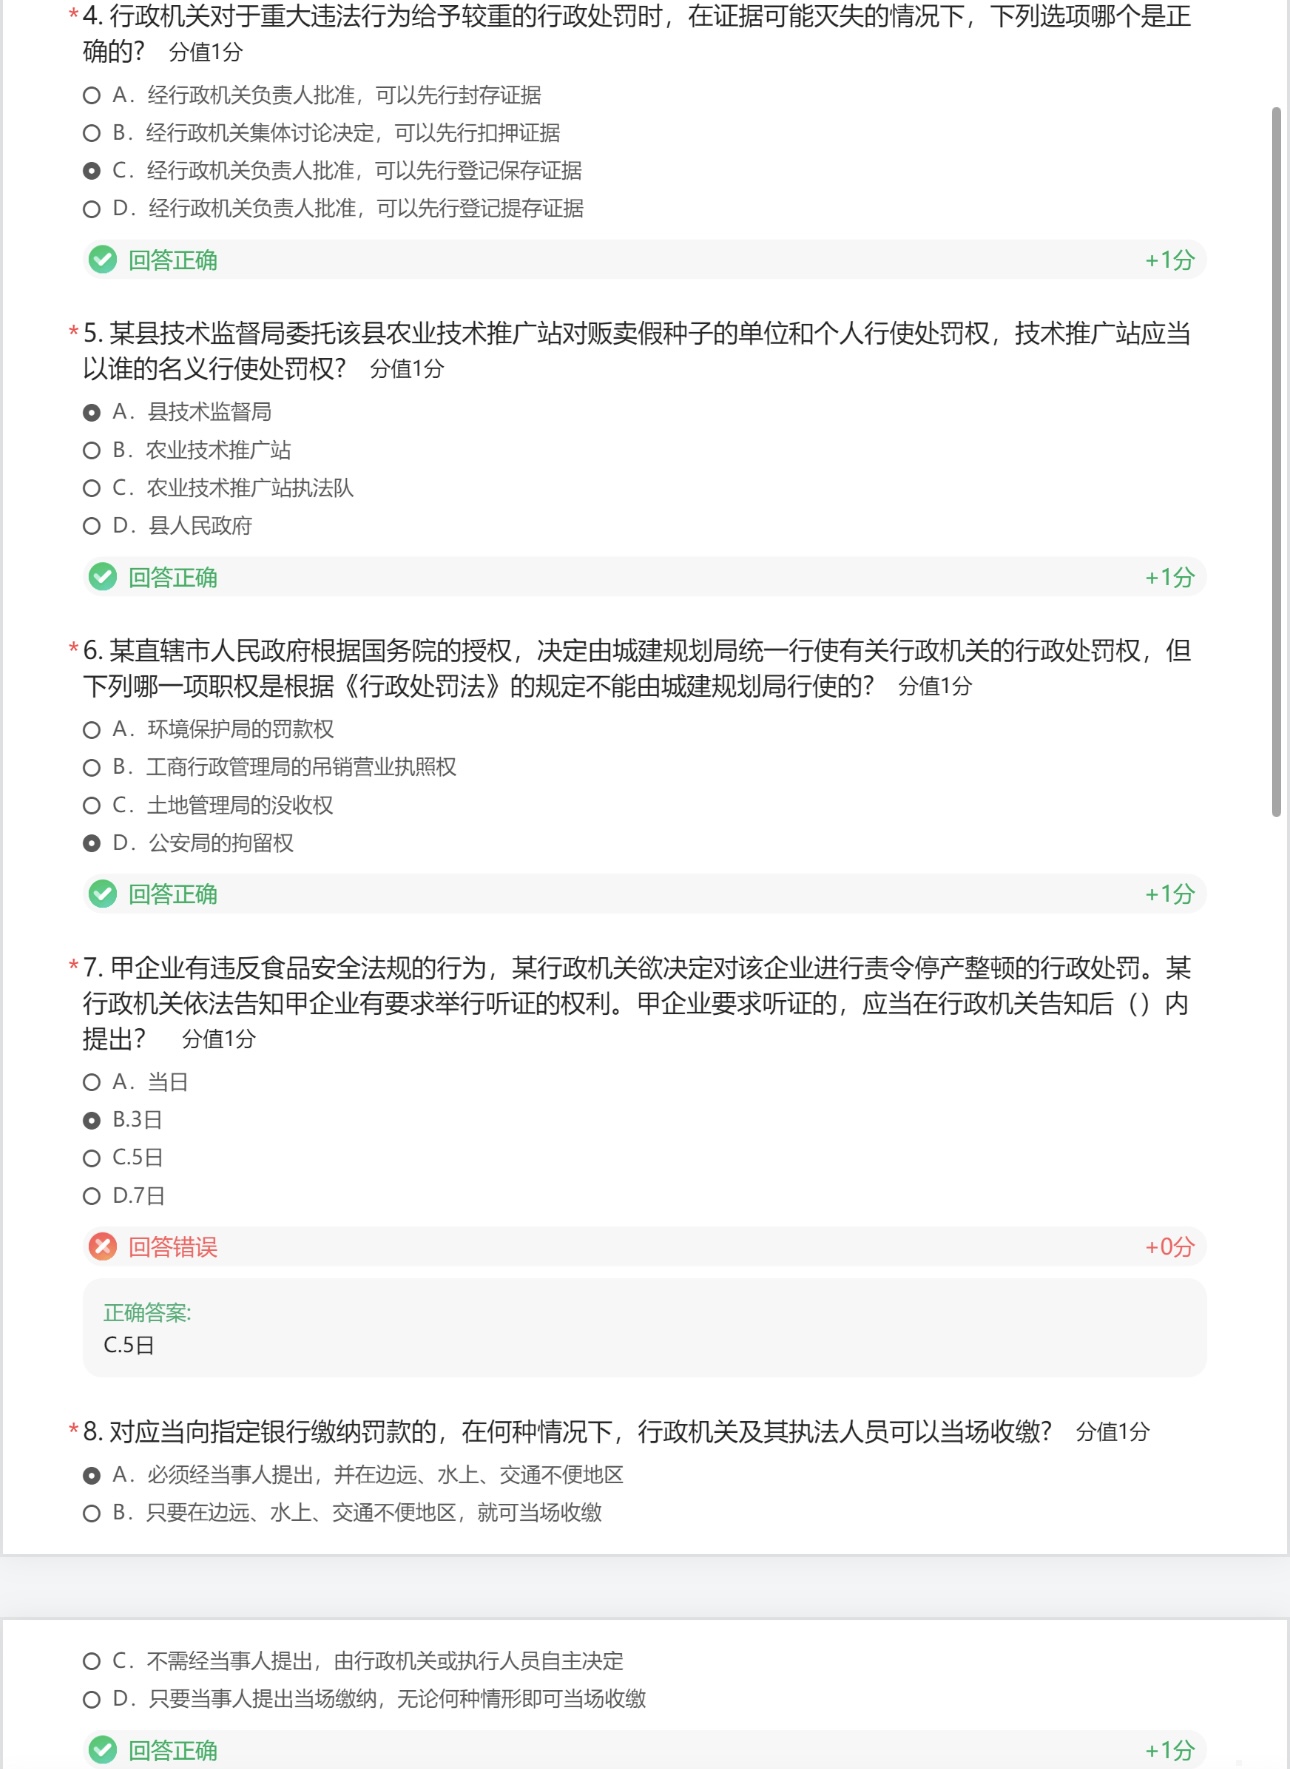 *4. 行政机关对于重大违法行为给予较重的行政处罚时，在证据可能灭失的情况下，下列选项哪个是正
确的? 分值1分
A. 经行政机关负责人批准，可以先行封存证据
B. 经行政机关集体讨论决定，可以先行扣押证据
C. 经行政机关负责人批准，可以先行登记保存证据
D. 经行政机关负责人批准，可以先行登记提存证据
回答正确 +1分
*5. 某县技术监督局委托该县农业技术推广站对贩卖假种子的单位和个人行使处罚权，技术推广站应当
以谁的名义行使处罚权? 分值1分
A. 县技术监督局
B. 农业技术推广站
C. 农业技术推广站执法队
D. 县人民政府
回答正确 +1分
*6. 某直辖市人民政府根据国务院的授权，决定由城建规划局统一行使有关行政机关的行政处罚权，但
下列哪一项职权是根据《行政处罚法》的规定不能由城建规划局行使的? 分值1分
A. 环境保护局的罚款权
B. 工商行政管理局的吊销营业执照权
C. 土地管理局的没收权
D. 公安局的拘留权
回答正确 +1分
*7. 甲企业有违反食品安全法规的行为，某行政机关欲决定对该企业进行责令停产整顿的行政处罚。某
行政机关依法告知甲企业有要求举行听证的权利。甲企业要求听证的，应当在行政机关告知后（）内
提出? 分值1分
A. 当日
B.3日
C.5日
D.7日
回答错误 +0分
正确答案:
C.5日
*8. 对应当向指定银行缴纳罚款的，在何种情况下，行政机关及其执法人员可以当场收缴? 分值1分
A. 必须经当事人提出，并在边远、水上、交通不便地区
B. 只要在边远、水上、交通不便地区，就可当场收缴
C. 不需经当事人提出，由行政机关或执行人员自主决定
D. 只要当事人提出当场缴纳，无论何种情形即可当场收缴
回答正确 +1分